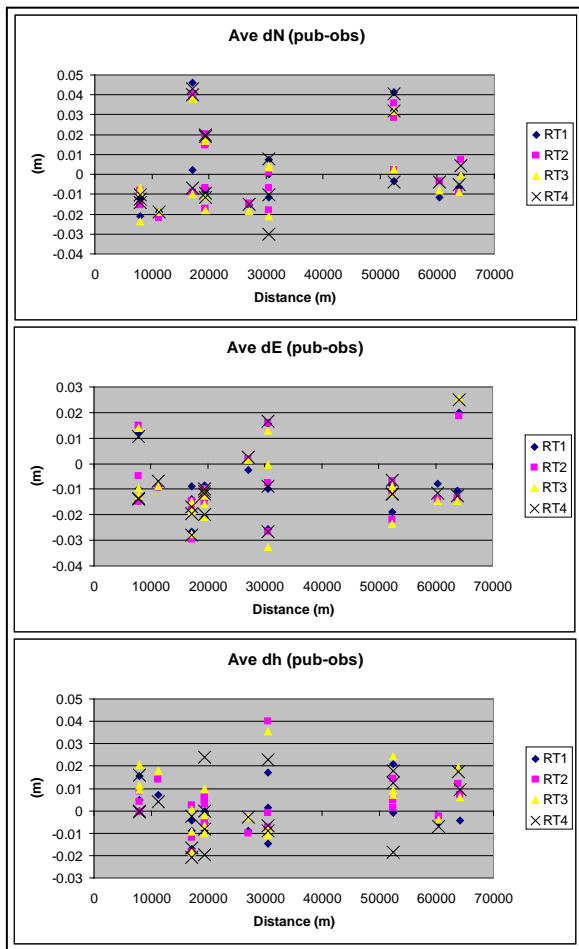 Ave dN (pub-obs)
0.05
0.04
0.03
0.02
0.01
0
-0.01
-0.02
-0.03
-0.04
(m)
0 10000 20000 30000 40000 50000 60000 70000
Distance (m)
RT1
RT2
RT3
RT4
Ave dE (pub-obs)
0.03
0.02
0.01
0
-0.01
-0.02
-0.03
-0.04
(m)
0 10000 20000 30000 40000 50000 60000 70000
Distance (m)
RT1
RT2
RT3
RT4
Ave dh (pub-obs)
0.05
0.04
0.03
0.02
0.01
0
-0.01
-0.02
-0.03
(m)
0 10000 20000 30000 40000 50000 60000 70000
Distance (m)
RT1
RT2
RT3
RT4